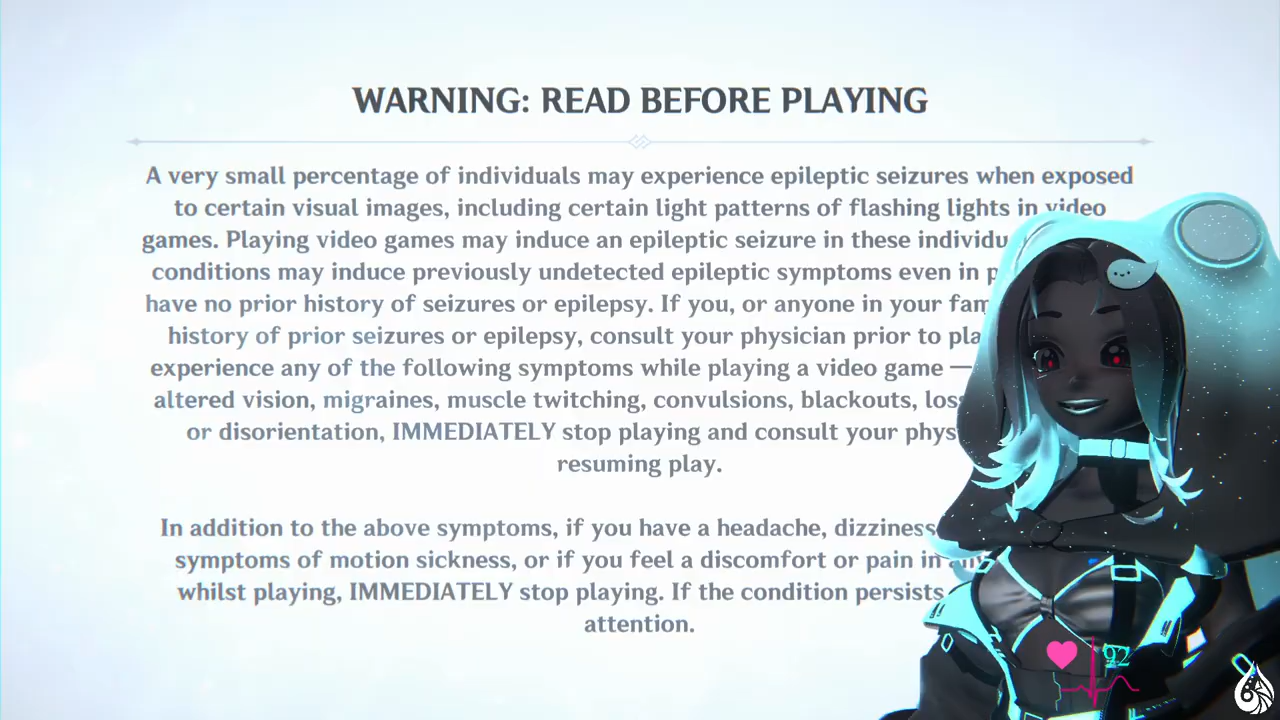 WARNING: READ BEFORE PLAYING
A very small percentage of individuals may experience epileptic seizures when exposed
to certain visual images, including certain light patterns of flashing lights in video
games. Playing video games may induce an epileptic seizure in these
conditions may induce previously undetected epileptic symptoms even in
have no prior history of seizures or epilepsy. If you, or anyone in your
history of prior seizures or epilepsy, consult your physician prior to
experience any of the following symptoms while playing a video game —
altered vision, migraines, muscle twitching, convulsions, blackouts,
or disorientation, IMMEDIATELY stop playing and consult your
resuming play.
In addition to the above symptoms, if you have a headache, dizziness
symptoms of motion sickness, or if you feel a discomfort or pain in
whilst playing, IMMEDIATELY stop playing. If the condition persists
attention.
92